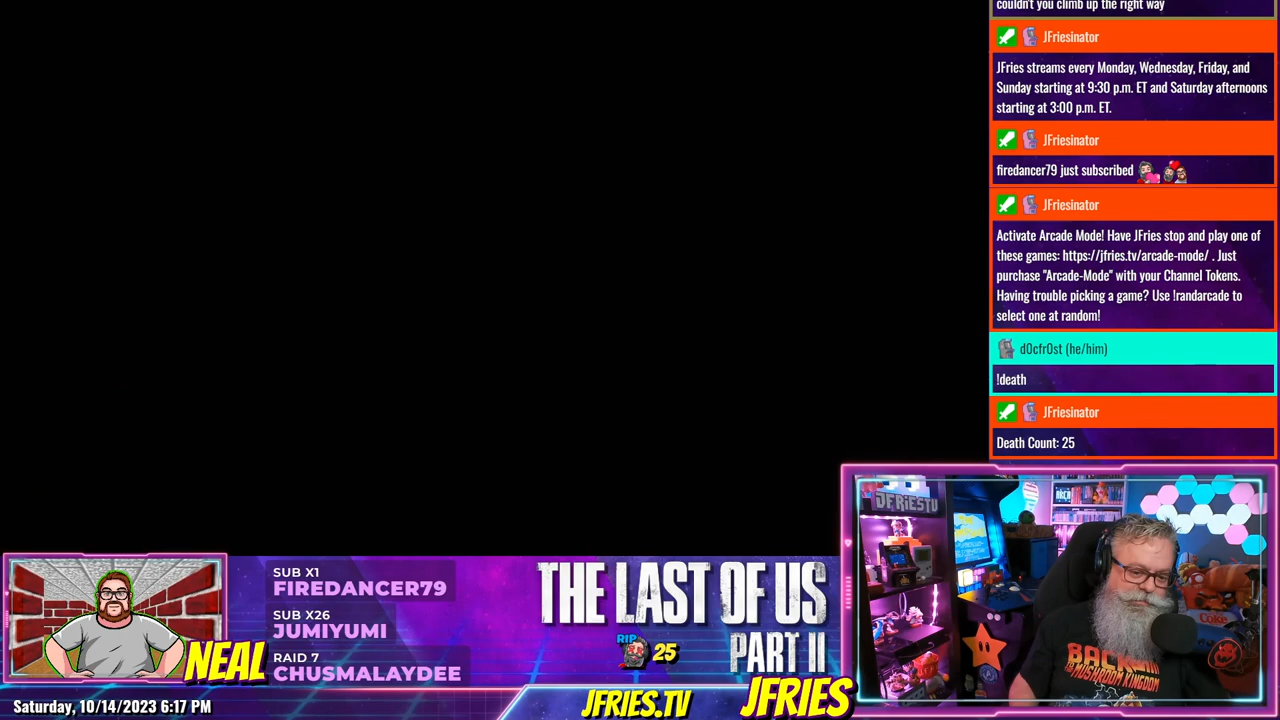 couldn't you climb up the right way
JFriesinator
JFries streams every Monday, Wednesday, Friday, and
Sunday starting at 9:30 p.m. ET and Saturday afternoons
starting at 3:00 p.m. ET.
JFriesinator
firedancer79 just subscribed
JFriesinator
Activate Arcade Mode! Have JFries stop and play one of
these games: https://jfries.tv/arcade-mode/ . Just
purchase "Arcade-Mode" with your Channel Tokens.
Having trouble picking a game? Use !randarcade to
select one at random!
d0cfr0st (he/him)
!death
JFriesinator
Death Count: 25
SUB X1
FIREDANCER79
SUB X26
JUMIYUMI
RAID 7
CHUSMALAYDEE
NEAL
THE LAST OF US
PART II
RIP
25
JFRIESTV
MUSHROOM KINGDOM
JFRIES.TV
JFRIES
Saturday, 10/14/2023 6:17 PM